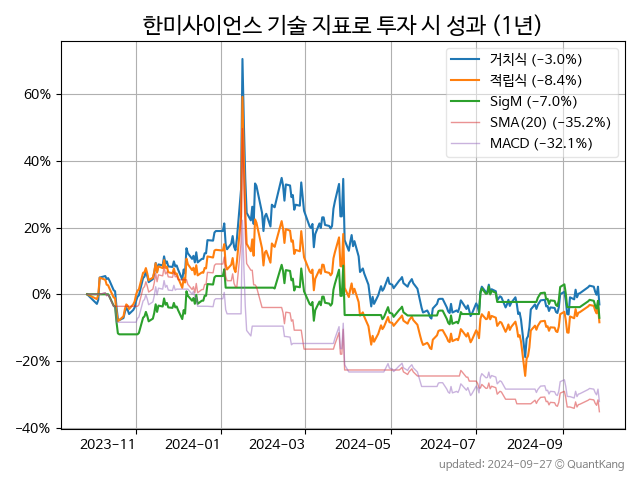 한미사이언스 기술 지표로 투자 시 성과 (1년)
거치식 (-3.0%)
적립식 (-8.4%)
SigM (-7.0%)
SMA(20) (-35.2%)
MACD (-32.1%)
60%
40%
20%
0%
-20%
-40%
2023-11
2024-01
2024-03
2024-05
2024-07
2024-09
updated: 2024-09-27 © QuantKang